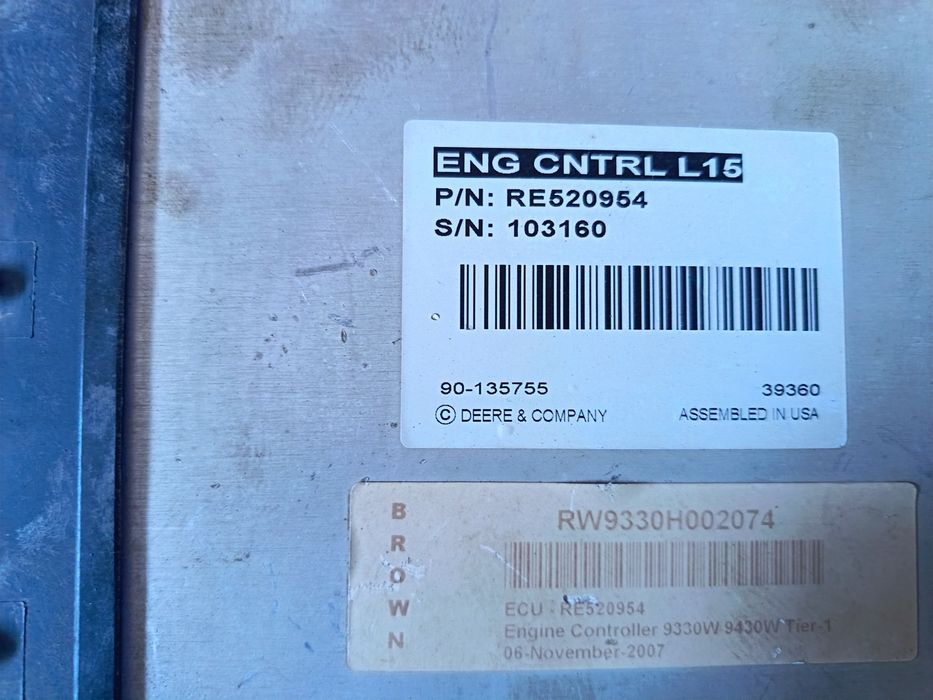 ENG CNTRL L15
P/N: RE520954
S/N: 103160
90-135755
39360
© DEERE & COMPANY
ASSEMBLED IN USA
BROWN
RW9330H002074
ECU : RE520954
Engine Controller 9330W 9430W Tier-1
06-November-2007